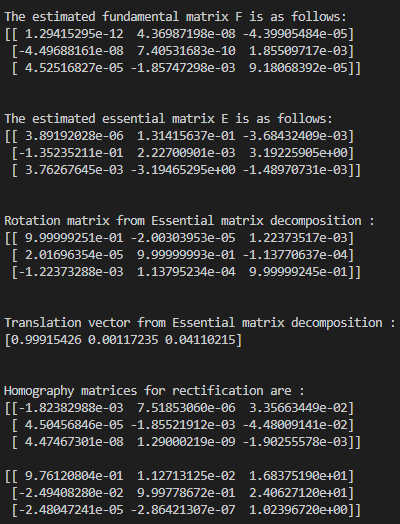 The estimated fundamental matrix F is as follows:
[[ 1.29415295e-12  4.36987198e-08 -4.39905484e-05]
 [-4.49688161e-08  7.40531683e-10  1.85509717e-03]
 [ 4.52516827e-05 -1.85747298e-03  9.18068392e-05]]
The estimated essential matrix E is as follows:
[[ 3.89192028e-06  1.31415637e-01 -3.68432409e-03]
 [-1.35235211e-01  2.22700901e-03  3.19225905e+00]
 [ 3.76267645e-03 -3.19465295e+00 -1.48970731e-03]]
Rotation matrix from Essential matrix decomposition :
[[ 9.99999251e-01 -2.00303953e-05  1.22373517e-03]
 [ 2.01696354e-05  9.99999993e-01 -1.13770637e-04]
 [-1.22373288e-03  1.13795234e-04  9.99999245e-01]]
Translation vector from Essential matrix decomposition :
[0.99915426 0.00117235 0.04110215]
Homography matrices for rectification are :
[[-1.82382988e-03  7.51853060e-06  3.35663449e-02]
 [ 4.50456846e-05 -1.85521912e-03 -4.48009141e-02]
 [ 4.47467301e-08  1.29000219e-09 -1.90255578e-03]]
[[ 9.76120804e-01  1.12713125e-02  1.68375190e+01]
 [-2.49408280e-02  9.99778671e-01  2.40627120e+01]
 [-2.48047241e-05 -2.86421307e-07  1.02396720e+00]]